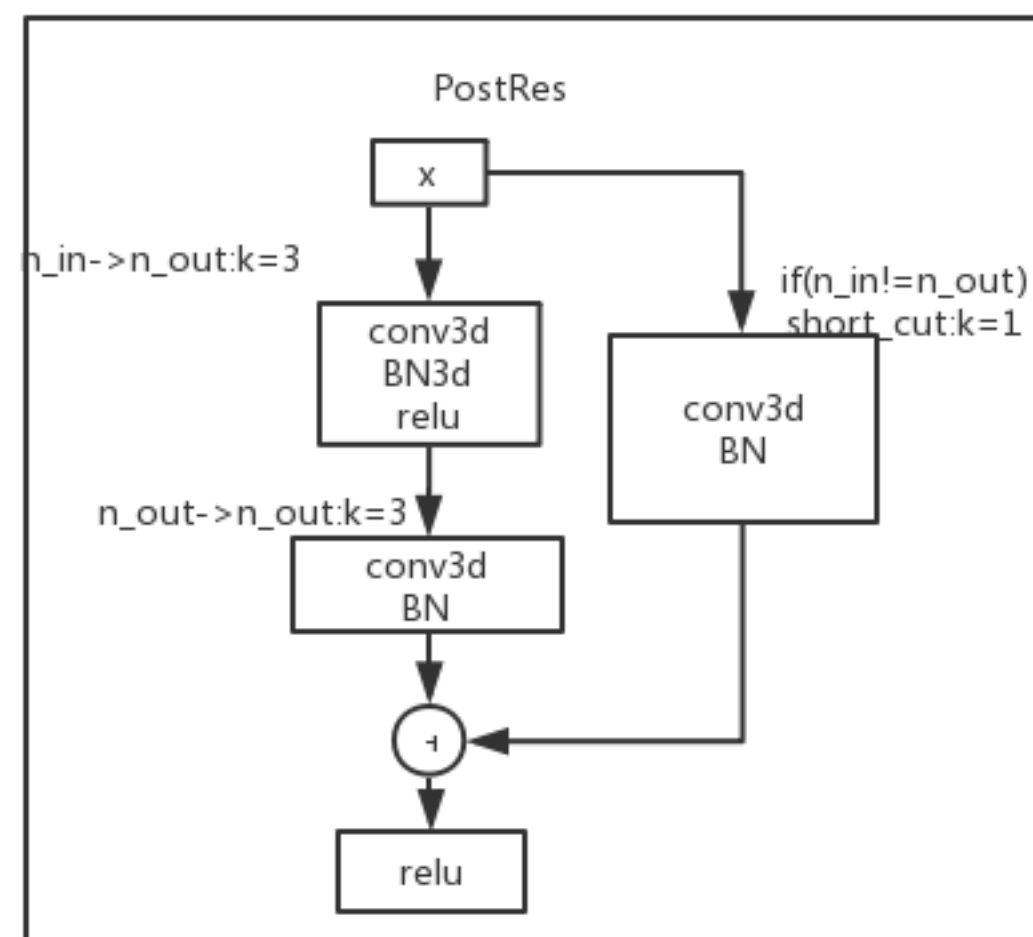 PostRes
x
n_in->n_out:k=3
if(n_in!=n_out)
short_cut:k=1
conv3d
BN3d
relu
conv3d
BN
n_out->n_out:k=3
conv3d
BN
relu